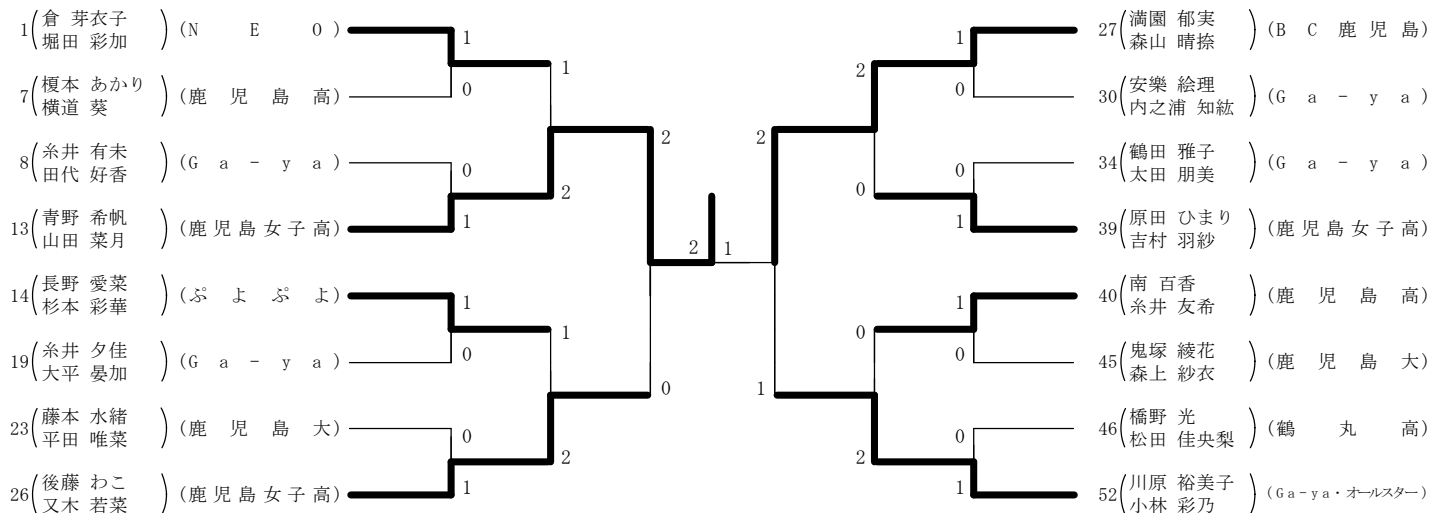 1 倉 芽衣子 (N E O)
堀田 彩加
1
0
7 榎本 あかり (鹿児島高)
横道 葵
1
8 糸井 有未 (Ga-ya)
田代 好香
0
1
13 青野 希帆 (鹿児島女子高)
山田 菜月
2
2
14 長野 愛菜 (ぷよぷよ)
杉本 彩華
1
0
19 糸井 夕佳 (Ga-ya)
大平 晏加
1
23 藤本 水緒 (鹿児島大)
平田 唯菜
0
1
26 後藤 わこ (鹿児島女子高)
又木 若菜
2
0
2 1
27 満園 郁実 (BC鹿児島)
森山 晴捺
1
0
30 安樂 絵理 (Ga-ya)
内之浦 知紘
2
34 鶴田 雅子 (Ga-ya)
太田 朋美
0
1
39 原田 ひまり (鹿児島女子高)
吉村 羽紗
0
2
40 南 百香 (鹿児島高)
糸井 友希
1
0
45 鬼塚 綾花 (鹿児島大)
森上 紗衣
0
46 橋野 光 (鶴丸高)
松田 佳央梨
0
1
52 川原 裕美子 (Ga-ya・オールスター)
小林 彩乃
2
1